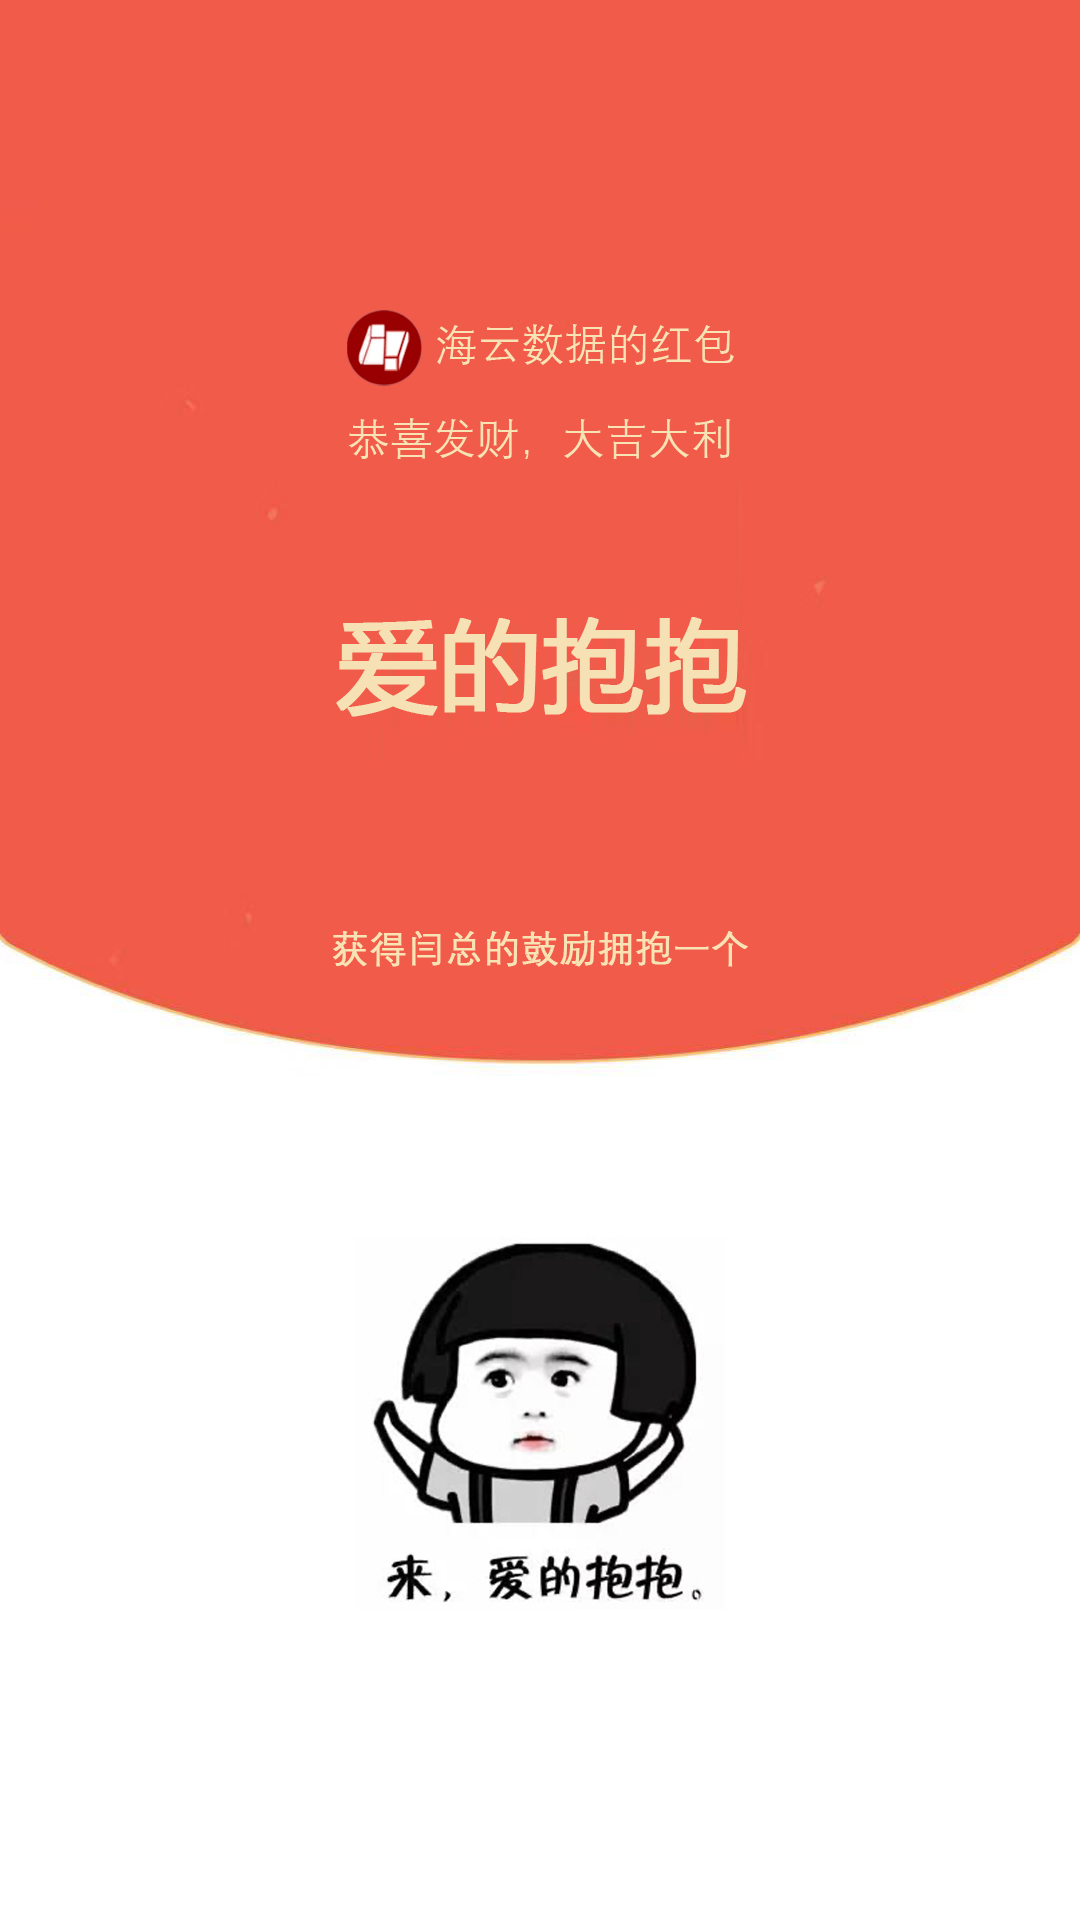 海云数据的红包
恭喜发财，大吉大利
爱的抱抱
获得闫总的鼓励拥抱一个
来，爱的抱抱。